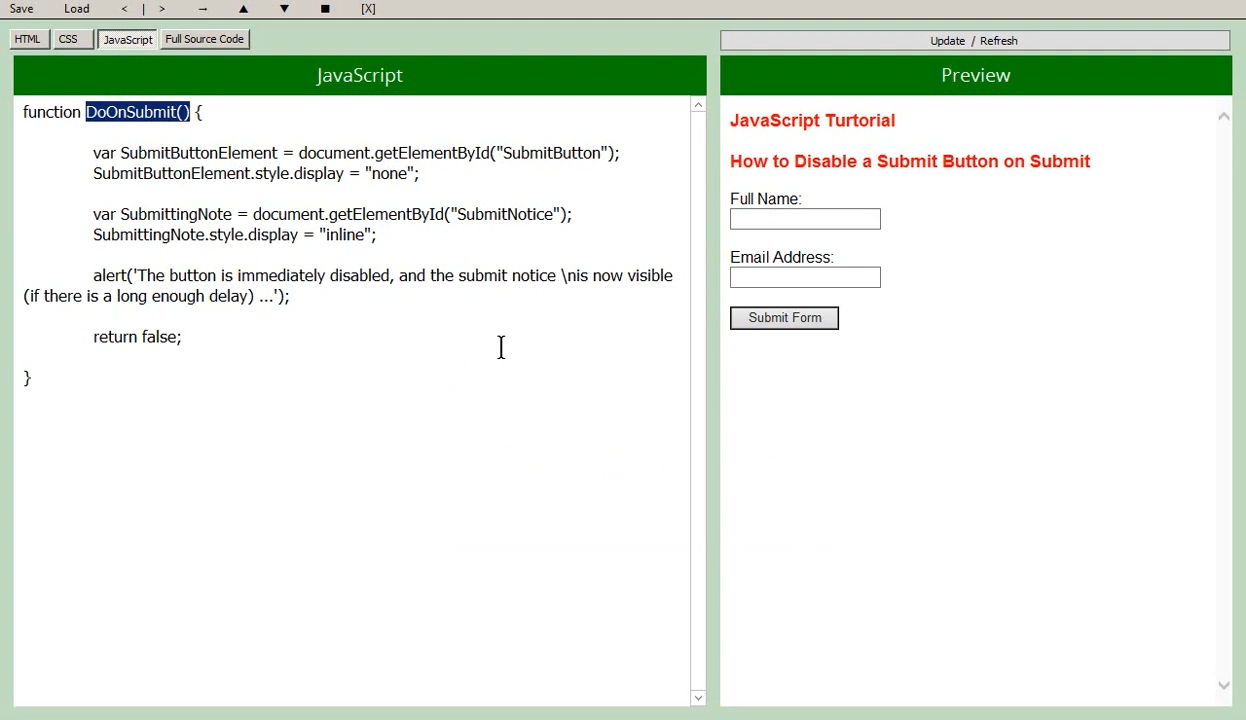 Save Load < | > → ▲ ▼ ■ [X]
HTML CSS JavaScript Full Source Code
Update / Refresh
JavaScript
function DoOnSubmit() {
var SubmitButtonElement = document.getElementById("SubmitButton");
SubmitButtonElement.style.display = "none";
var SubmittingNote = document.getElementById("SubmitNotice");
SubmittingNote.style.display = "inline";
alert('The button is immediately disabled, and the submit notice \nis now visible
(if there is a long enough delay) ...');
return false;
}
Preview
JavaScript Turtorial
How to Disable a Submit Button on Submit
Full Name:
Email Address:
Submit Form